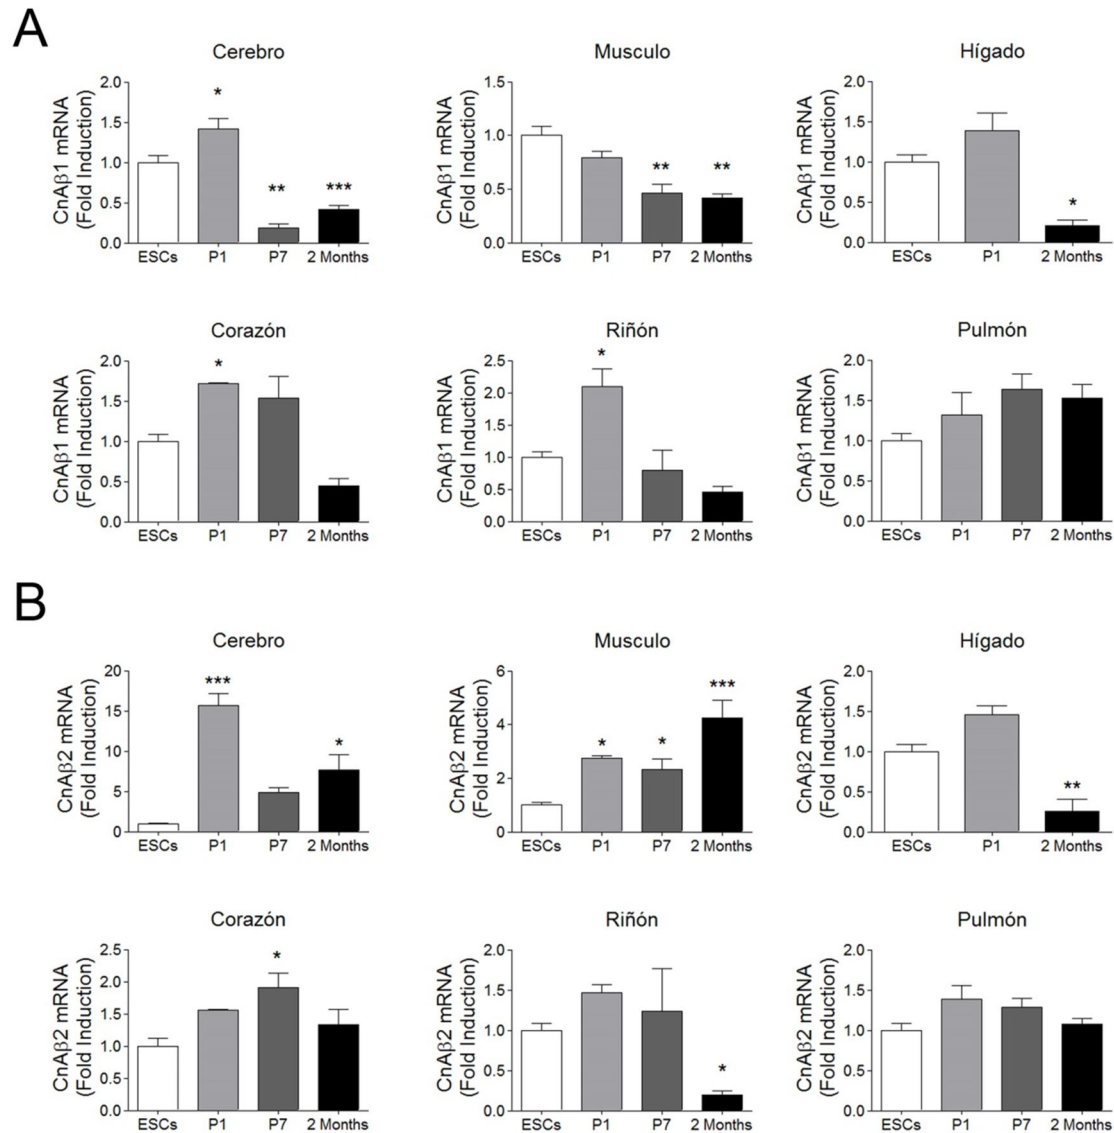 A
Cerebro
CnAβ1 mRNA
(Fold Induction)
2.0
1.5
1.0
0.5
0.0
*
**
***
ESCs P1 P7 2 Months
Musculo
CnAβ1 mRNA
(Fold Induction)
1.5
1.0
0.5
0.0
**
**
ESCs P1 P7 2 Months
Hígado
CnAβ1 mRNA
(Fold Induction)
2.0
1.5
1.0
0.5
0.0
*
ESCs P1 2 Months
Corazón
CnAβ1 mRNA
(Fold Induction)
2.0
1.5
1.0
0.5
0.0
*
ESCs P1 P7 2 Months
Riñón
CnAβ1 mRNA
(Fold Induction)
2.5
2.0
1.5
1.0
0.5
0.0
*
ESCs P1 P7 2 Months
Pulmón
CnAβ1 mRNA
(Fold Induction)
2.0
1.5
1.0
0.5
0.0
ESCs P1 P7 2 Months
B
Cerebro
CnAβ2 mRNA
(Fold Induction)
20
15
10
5
0
***
*
ESCs P1 P7 2 Months
Musculo
CnAβ2 mRNA
(Fold Induction)
6
4
2
0
*
*
***
ESCs P1 P7 2 Months
Hígado
CnAβ2 mRNA
(Fold Induction)
2.0
1.5
1.0
0.5
0.0
**
ESCs P1 2 Months
Corazón
CnAβ2 mRNA
(Fold Induction)
2.5
2.0
1.5
1.0
0.5
0.0
*
ESCs P1 P7 2 Months
Riñón
CnAβ2 mRNA
(Fold Induction)
2.0
1.5
1.0
0.5
0.0
*
ESCs P1 P7 2 Months
Pulmón
CnAβ2 mRNA
(Fold Induction)
2.0
1.5
1.0
0.5
0.0
ESCs P1 P7 2 Months